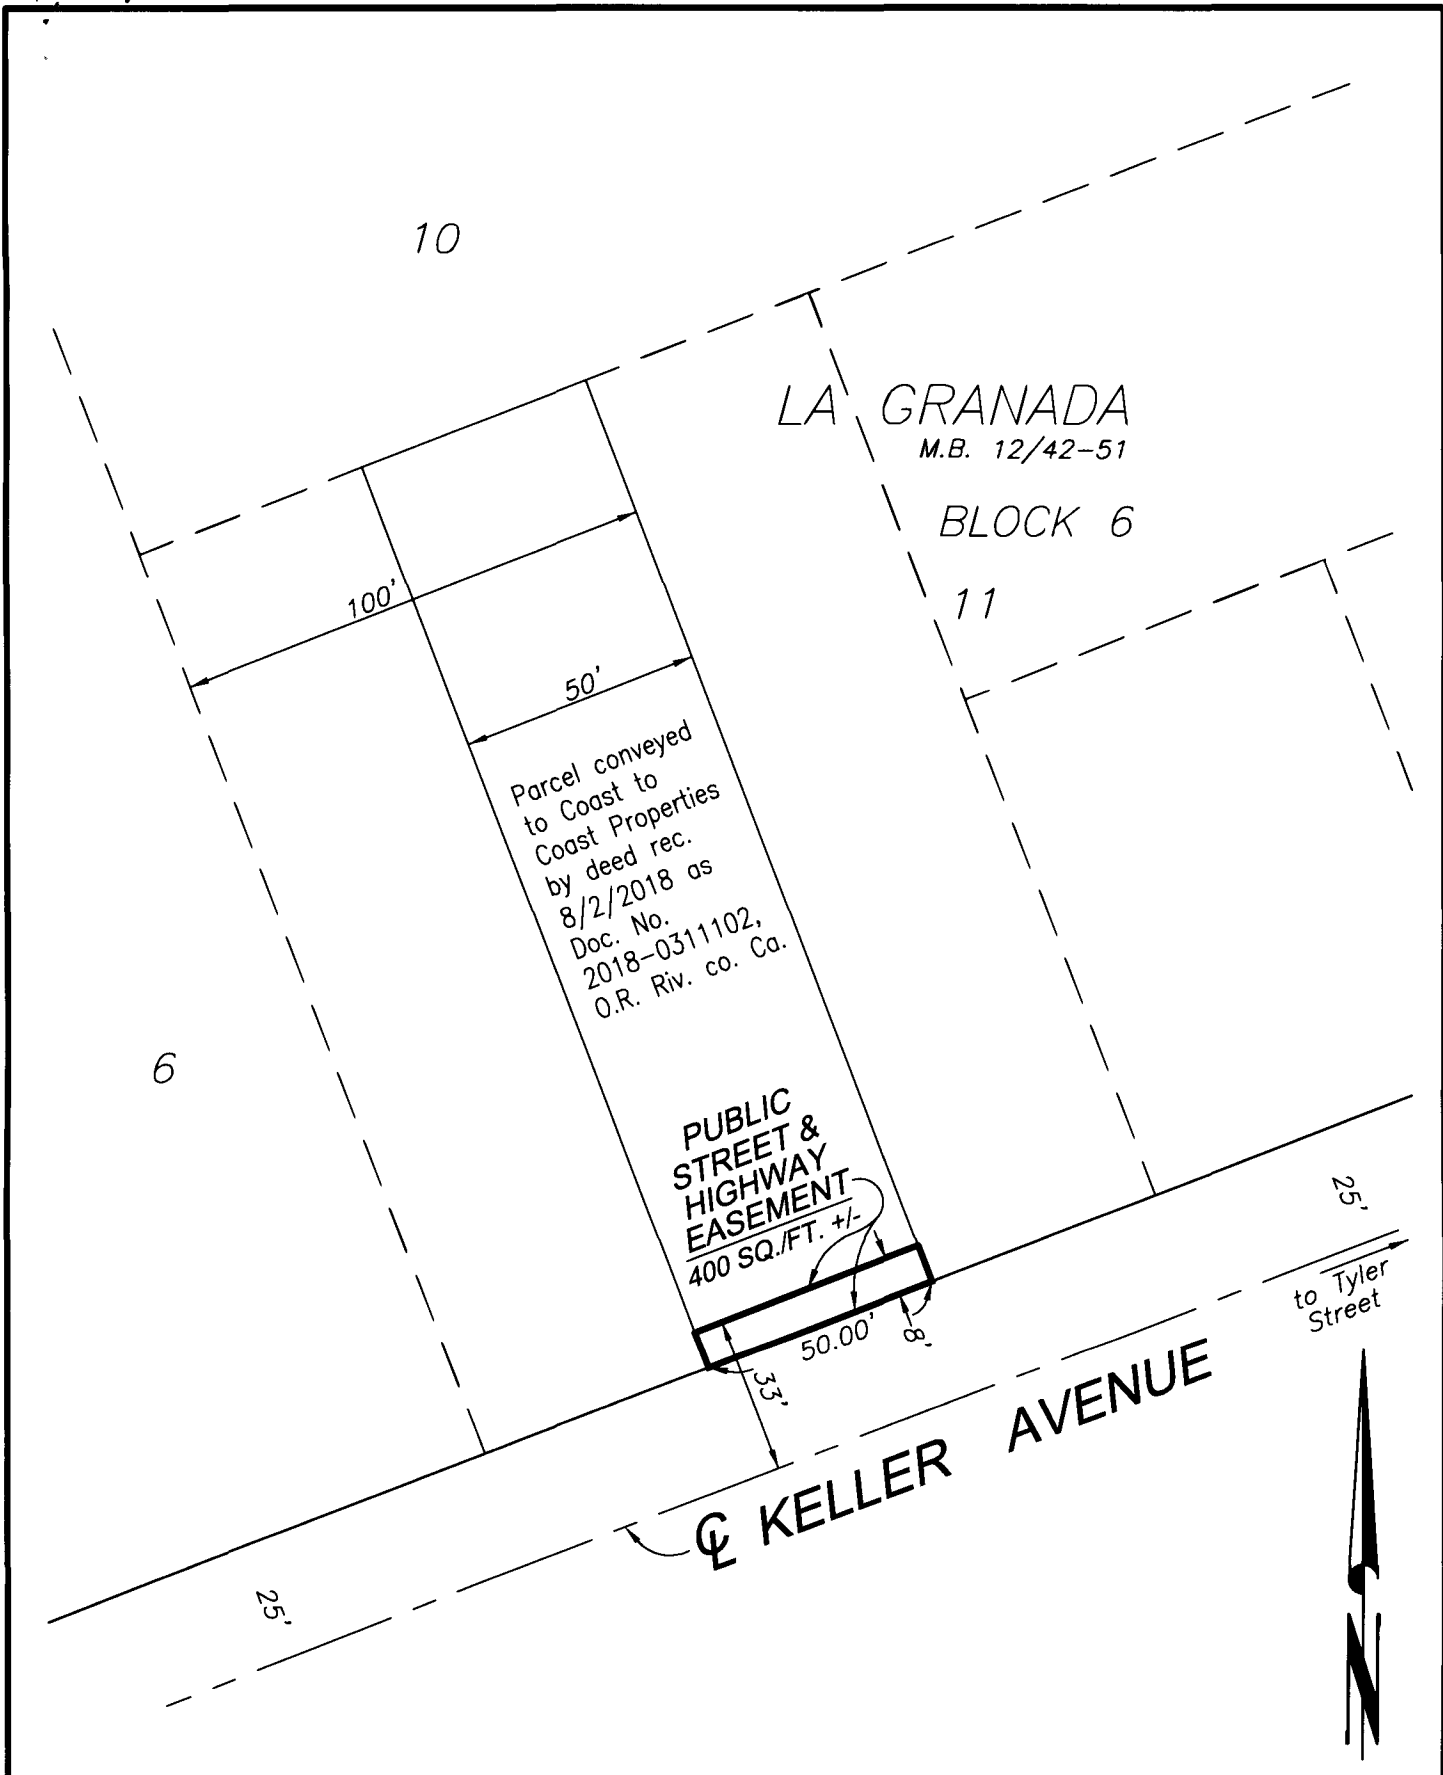 10
LA GRANADA
M.B. 12/42-51
BLOCK 6
11
100'
50'
Parcel conveyed
to Coast to
Coast Properties
by deed rec.
8/2/2018 as
Doc. No.
2018-0311102,
O.R. Riv. co. Ca.
6
PUBLIC
STREET &
HIGHWAY
EASEMENT
400 SQ./FT. +/-
25'
to Tyler
Street
50.00'
8'
33'
℄ KELLER AVENUE
25'
N